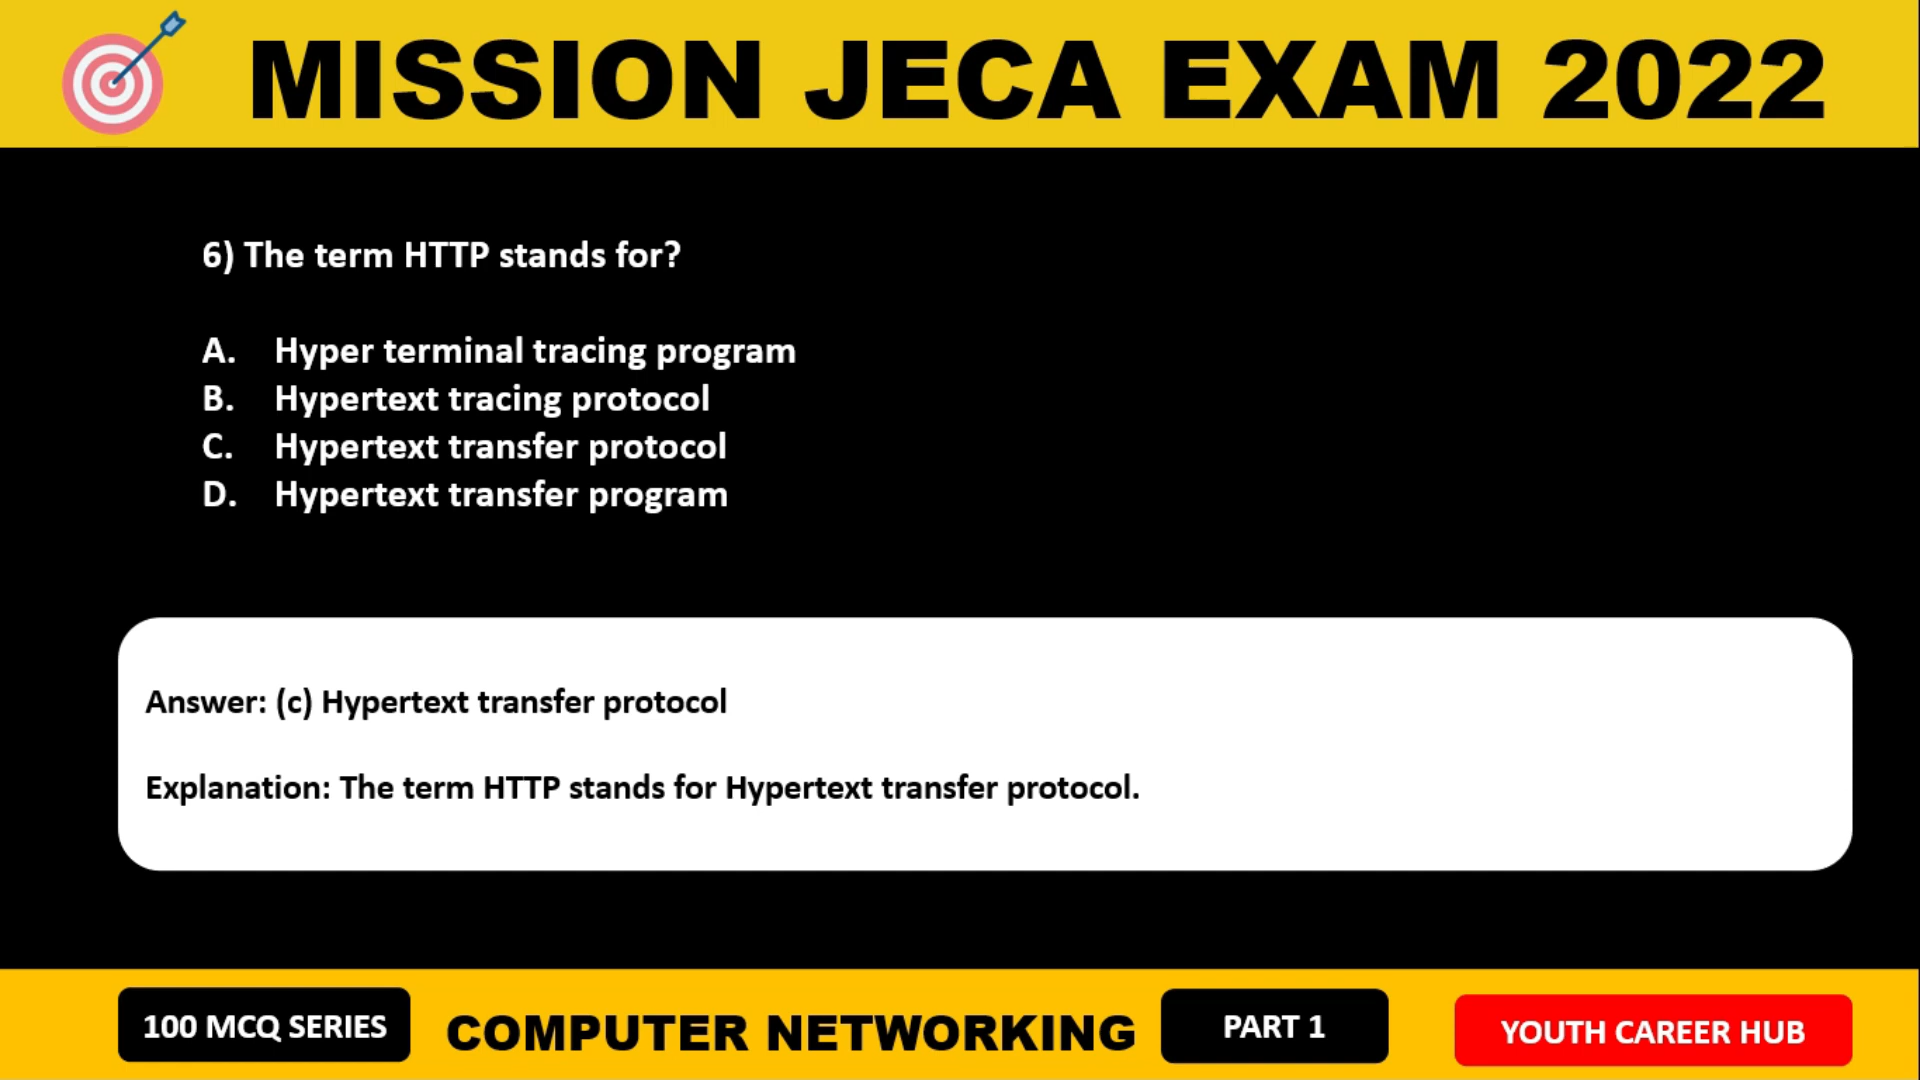 MISSION JECA EXAM 2022
6) The term HTTP stands for?
A. Hyper terminal tracing program
B. Hypertext tracing protocol
C. Hypertext transfer protocol
D. Hypertext transfer program
Answer: (c) Hypertext transfer protocol
Explanation: The term HTTP stands for Hypertext transfer protocol.
100 MCQ SERIES
COMPUTER NETWORKING
PART 1
YOUTH CAREER HUB